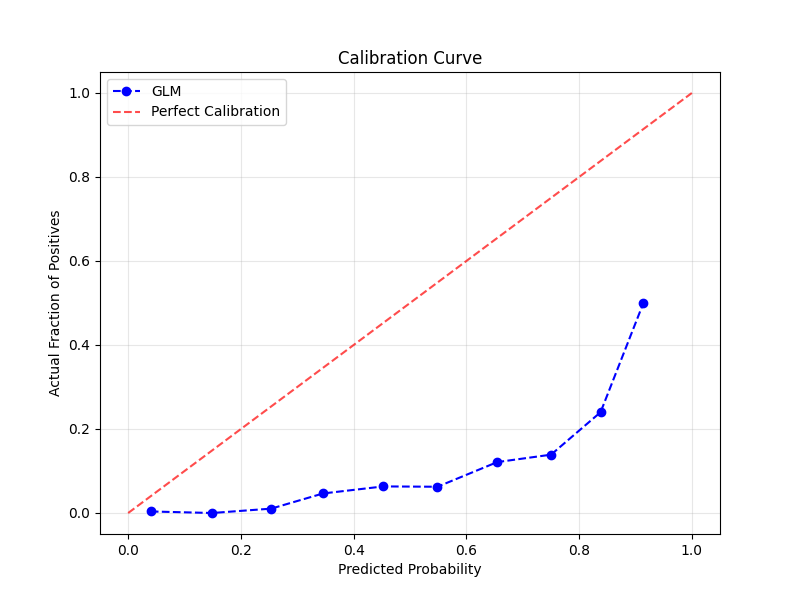 Calibration Curve
GLM
Perfect Calibration
Actual Fraction of Positives
1.0
0.8
0.6
0.4
0.2
0.0
0.0 0.2 0.4 0.6 0.8 1.0
Predicted Probability